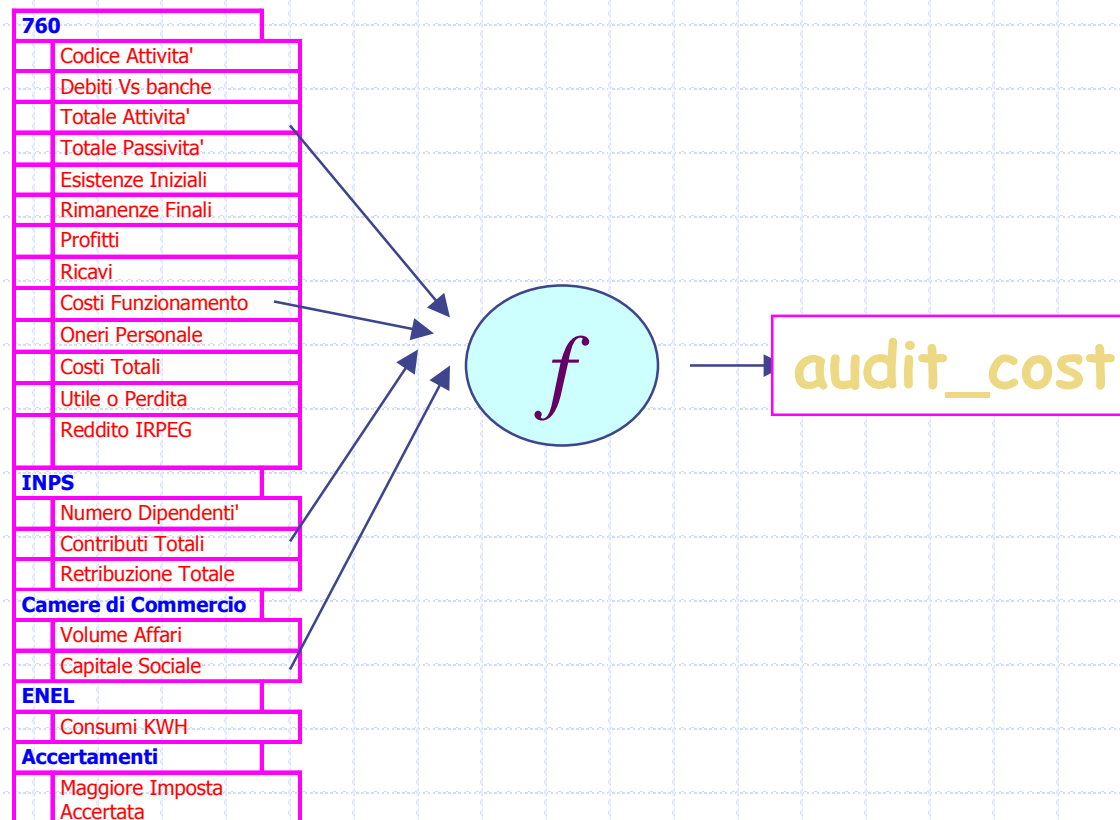 760
Codice Attivita'
Debiti Vs banche
Totale Attivita'
Totale Passivita'
Esistenze Iniziali
Rimanenze Finali
Profitti
Ricavi
Costi Funzionamento
Oneri Personale
Costi Totali
Utile o Perdita
Reddito IRPEG
INPS
Numero Dipendenti'
Contributi Totali
Retribuzione Totale
Camere di Commercio
Volume Affari
Capitale Sociale
ENEL
Consumi KWH
Accertamenti
Maggiore Imposta
Accertata
f
audit_cost